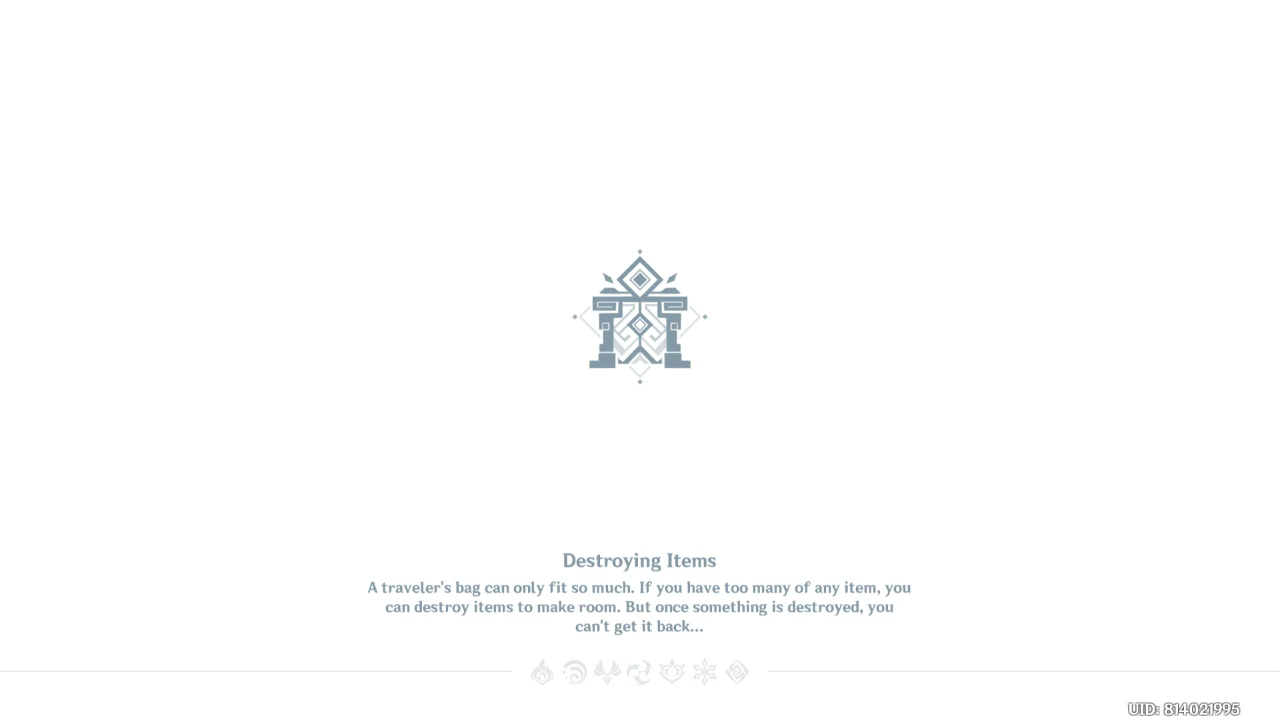 Destroying Items
A traveler's bag can only fit so much. If you have too many of any item, you
can destroy items to make room. But once something is destroyed, you
can't get it back...
UID: 814021995